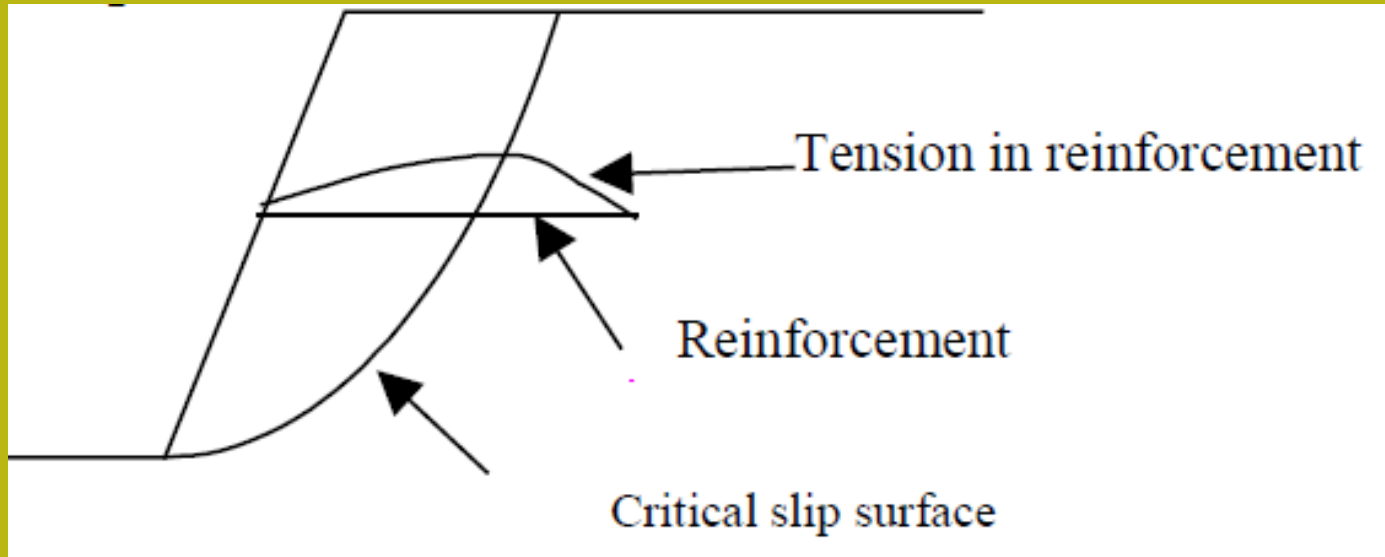 Tension in reinforcement
Reinforcement
Critical slip surface